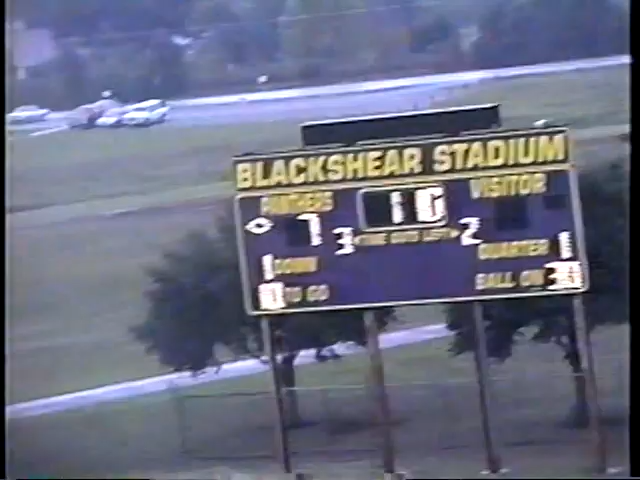 BLACKSHEAR STADIUM
PANTHERS 1 VISITOR
7 3 TIME OUTS LEFT 2
1 DOWN QUARTER 1
10 TO GO BALL ON